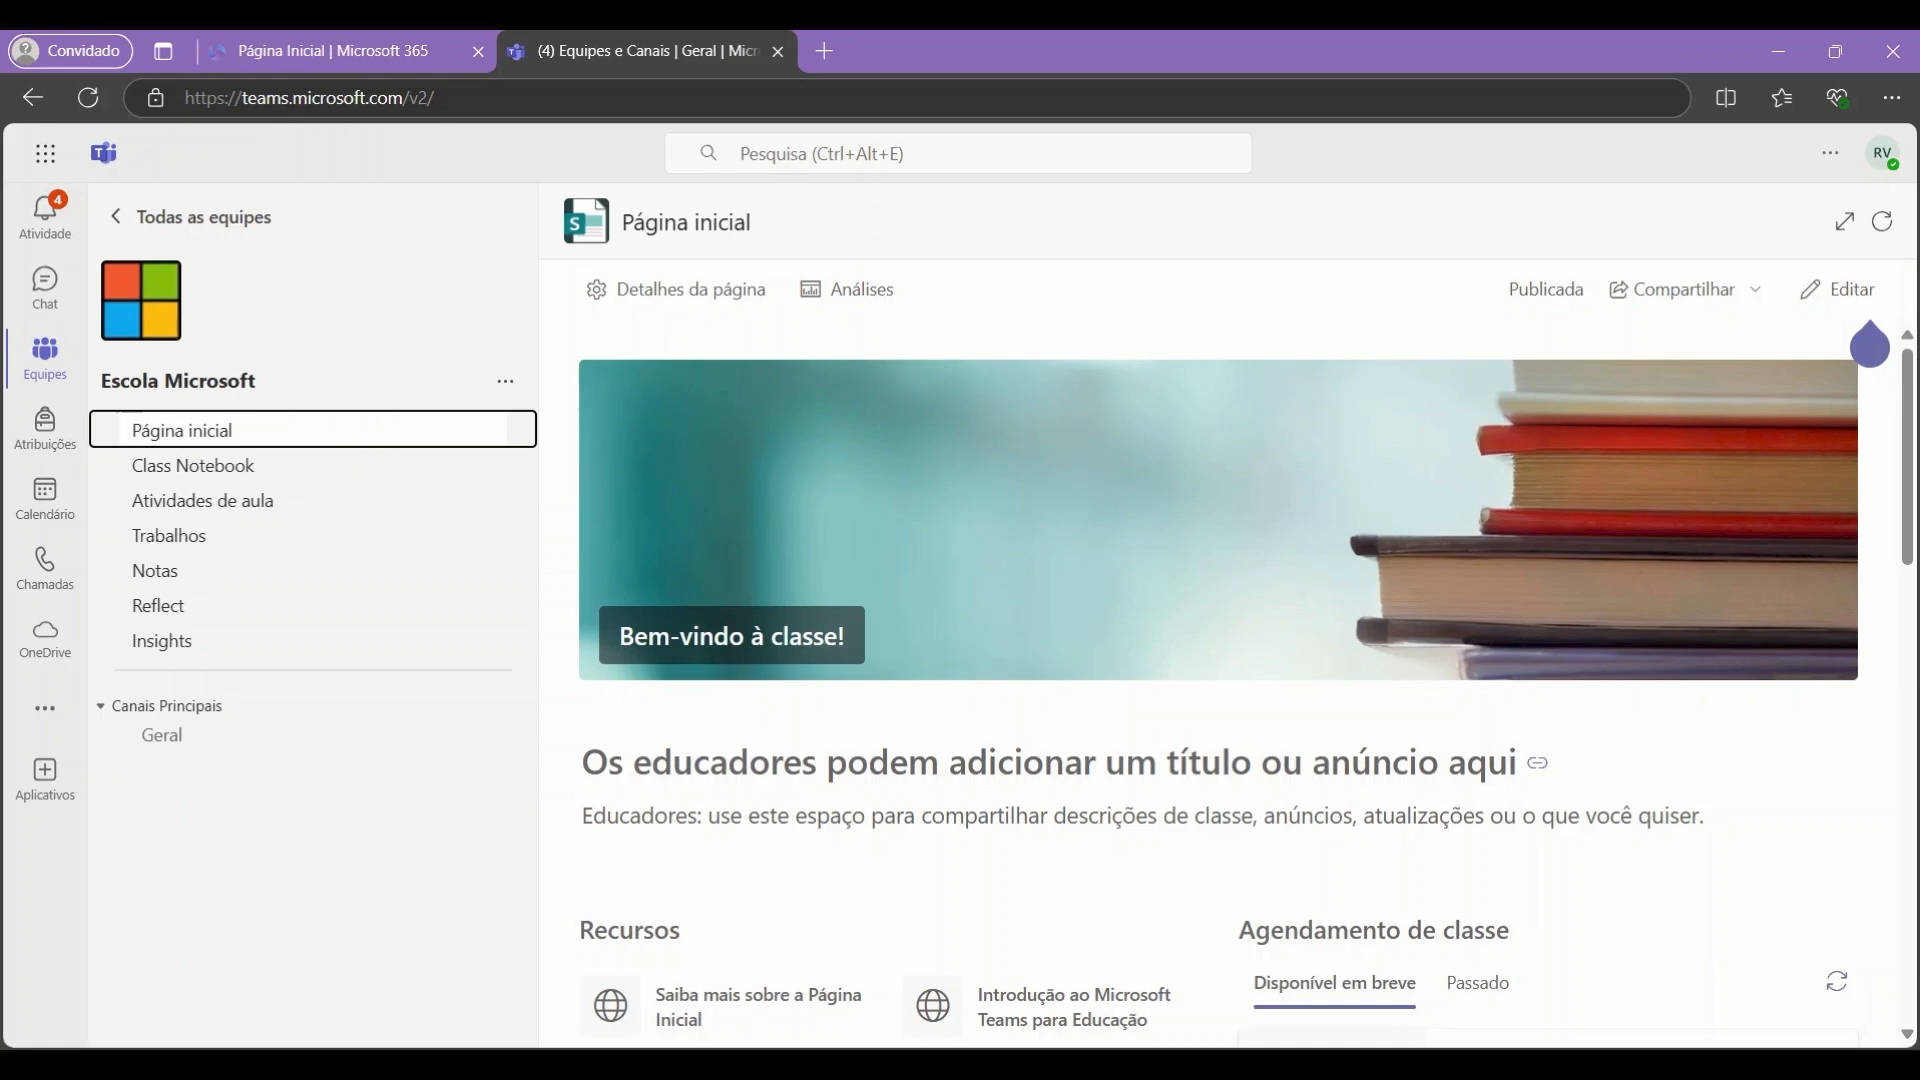 Convidado
Página Inicial | Microsoft 365
(4) Equipes e Canais | Geral | Micr
https://teams.microsoft.com/v2/
Pesquisa (Ctrl+Alt+E)
RV
4
Atividade
Chat
Equipes
Atribuições
Calendário
Chamadas
OneDrive
Aplicativos
Todas as equipes
Escola Microsoft
Página inicial
Class Notebook
Atividades de aula
Trabalhos
Notas
Reflect
Insights
Canais Principais
Geral
S
Página inicial
Detalhes da página
Análises
Publicada
Compartilhar
Editar
Bem-vindo à classe!
Os educadores podem adicionar um título ou anúncio aqui
Educadores: use este espaço para compartilhar descrições de classe, anúncios, atualizações ou o que você quiser.
Recursos
Saiba mais sobre a Página
Inicial
Introdução ao Microsoft
Teams para Educação
Agendamento de classe
Disponível em breve
Passado